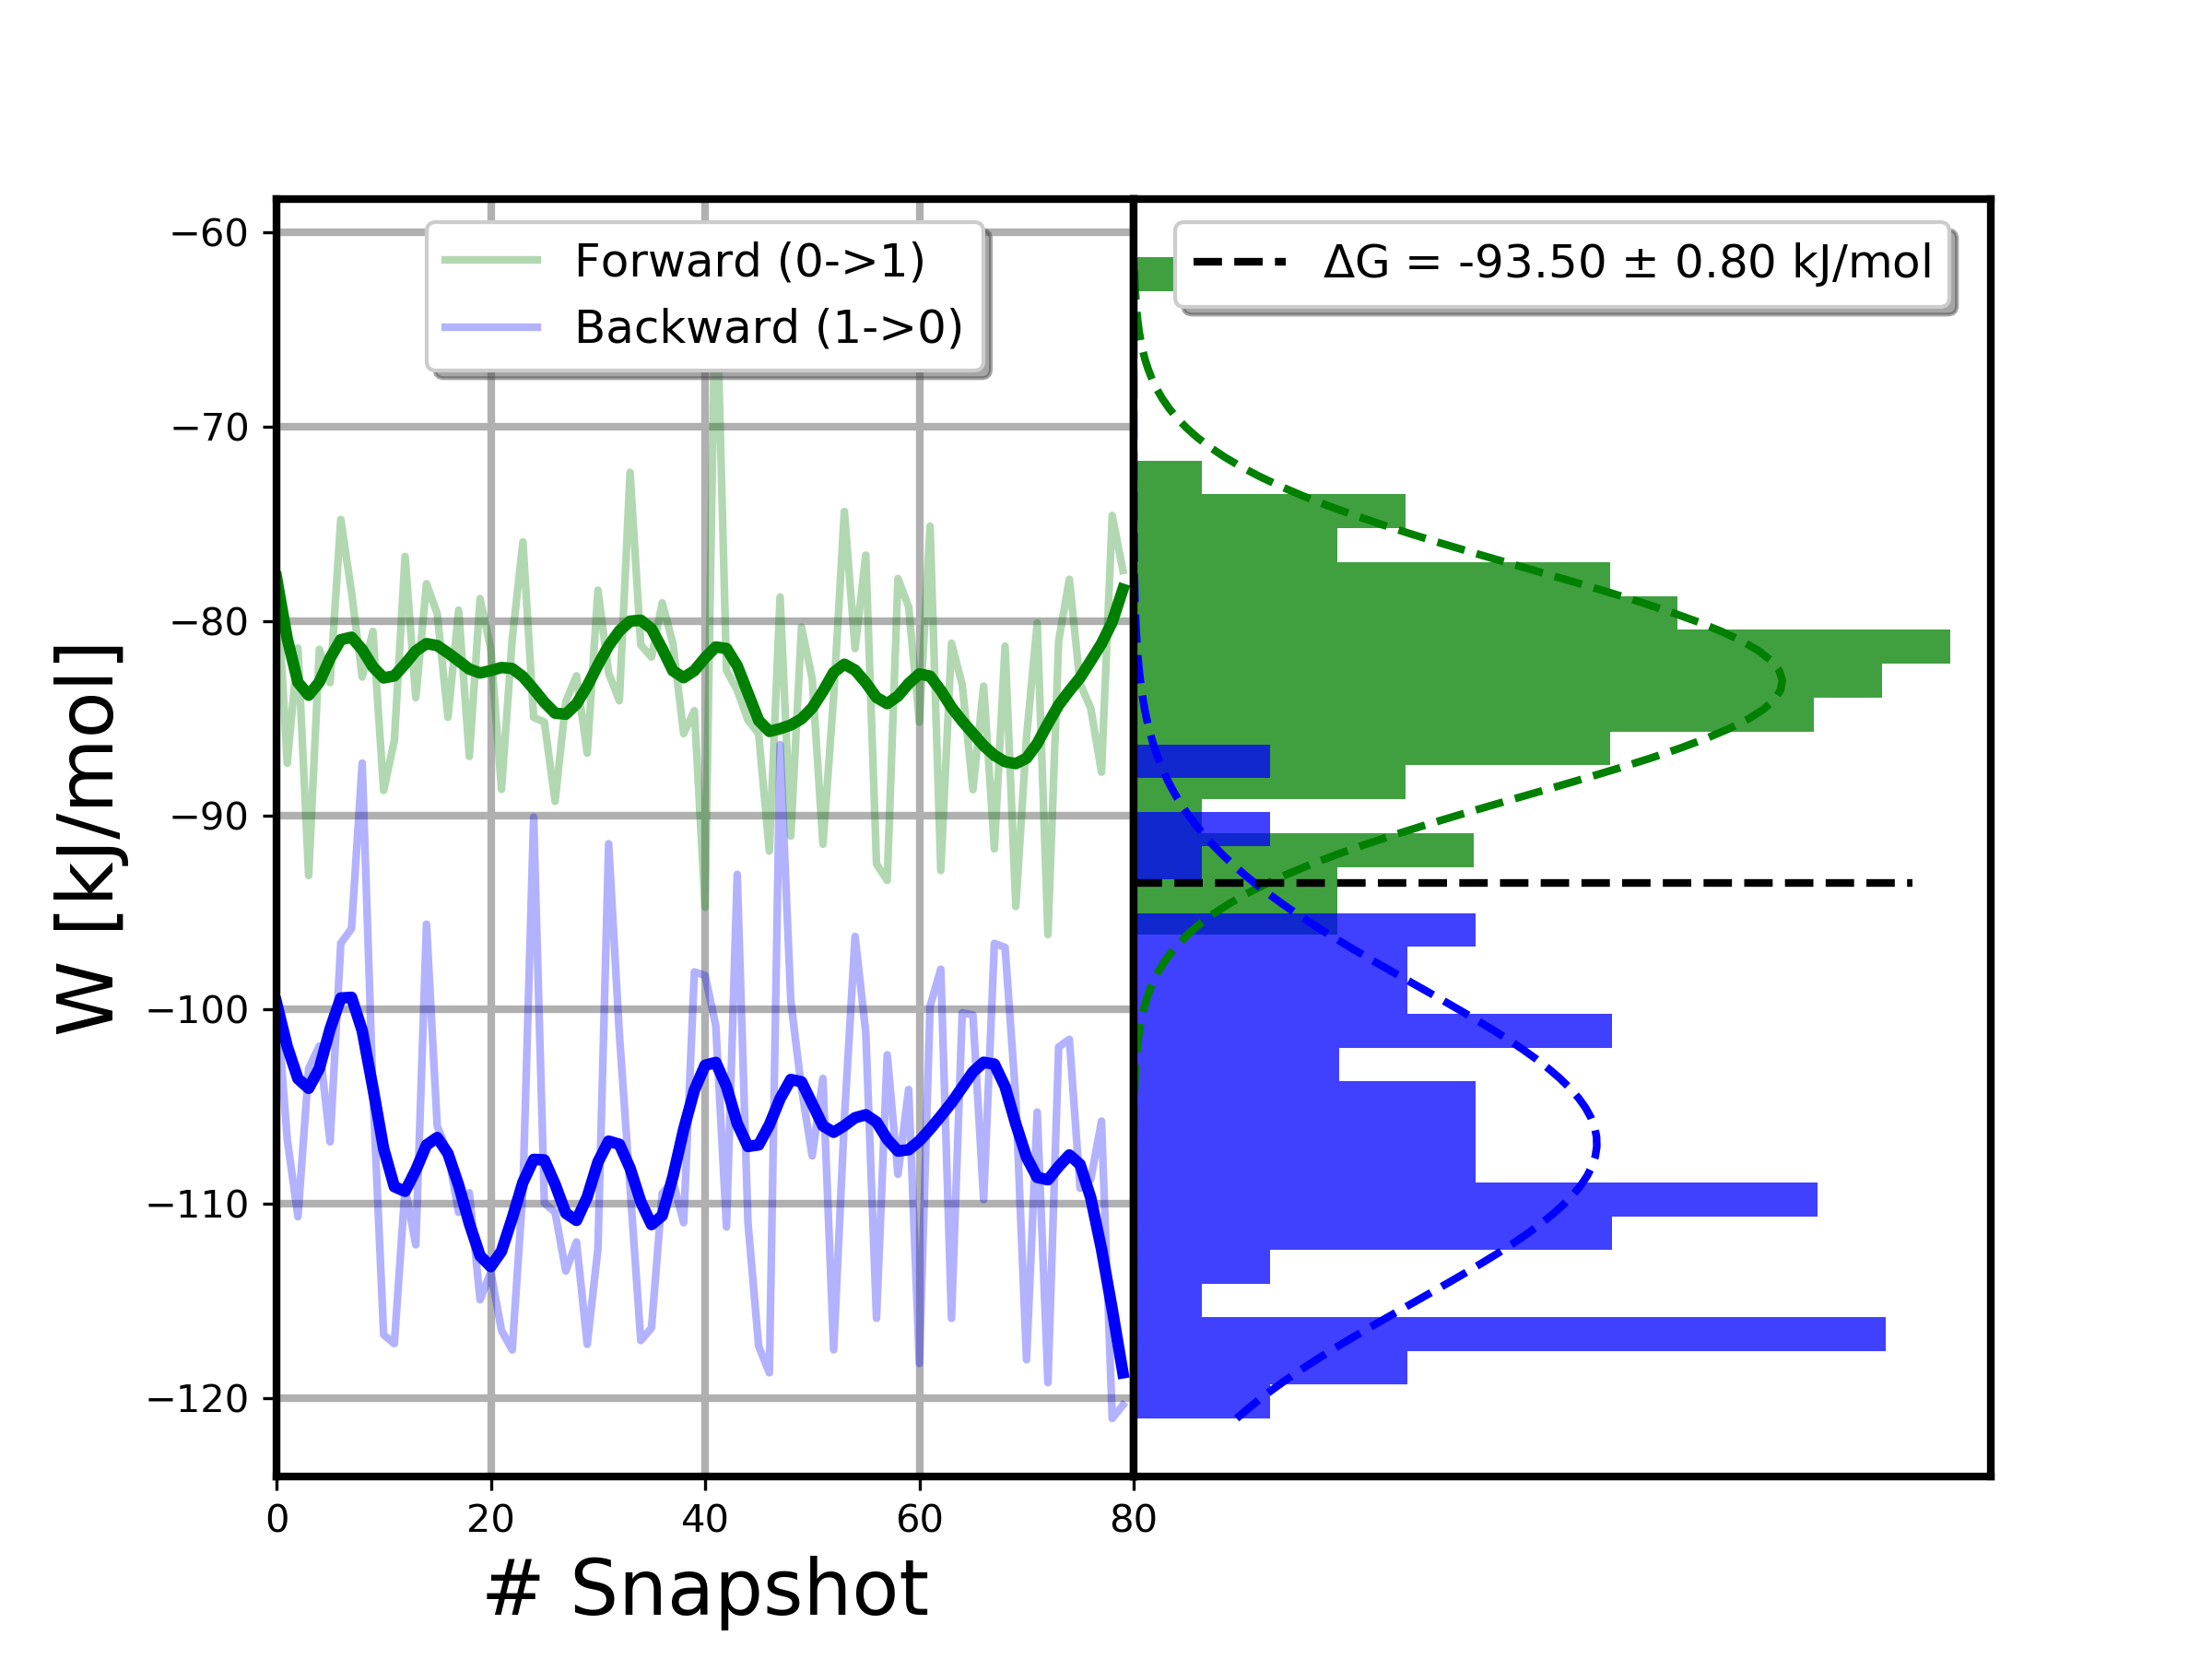 Forward (0->1)
Backward (1->0)
ΔG = -93.50 ± 0.80 kJ/mol
W [kJ/mol]
−60
−70
−80
−90
−100
−110
−120
0 20 40 60 80
# Snapshot